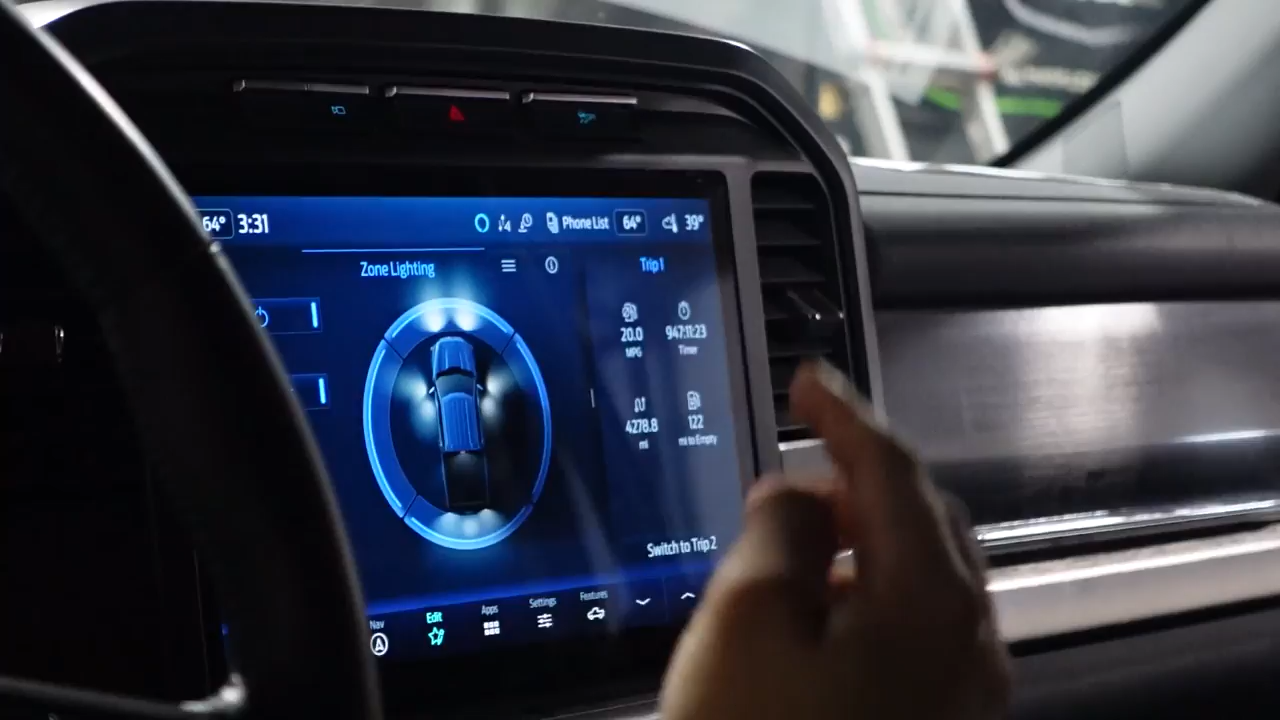 64° 3:31 Phone List 64° 39°
Zone Lighting
Trip 1
20.0
MPG
947:11:23
Timer
4278.8
mi
122
mi to Empty
Switch to Trip 2
Nav
Edit
Apps
Settings
Features